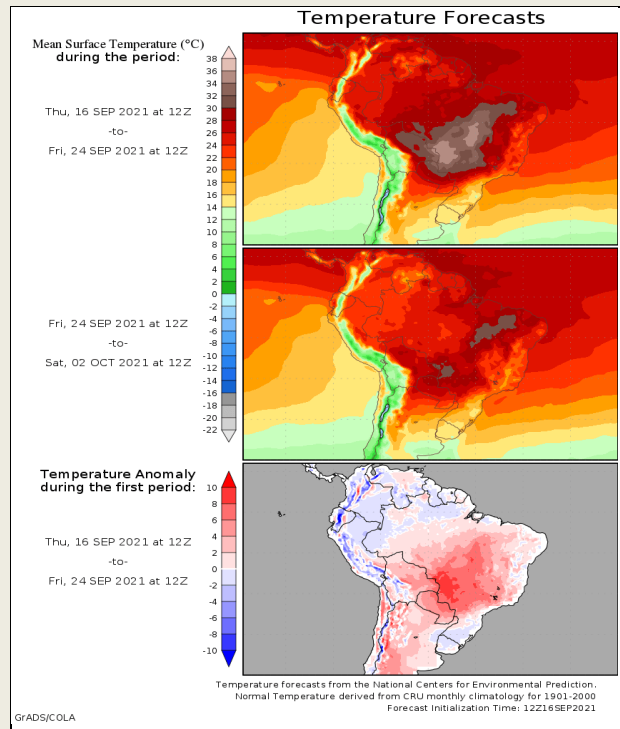 Temperature Forecasts
Mean Surface Temperature (°C)
during the period:
Thu, 16 SEP 2021 at 12Z
-to-
Fri, 24 SEP 2021 at 12Z
38
36
34
32
30
28
26
24
22
20
18
16
14
12
10
8
6
4
2
0
-2
-4
-6
-8
-10
-12
-14
-16
-18
-20
-22
Fri, 24 SEP 2021 at 12Z
-to-
Sat, 02 OCT 2021 at 12Z
Temperature Anomaly
during the first period:
Thu, 16 SEP 2021 at 12Z
-to-
Fri, 24 SEP 2021 at 12Z
10
8
6
4
2
0
-2
-4
-6
-8
-10
Temperature forecasts from the National Centers for Environmental Prediction.
Normal Temperature derived from CRU monthly climatology for 1901-2000
Forecast Initialization Time: 12Z16SEP2021
GrADS/COLA